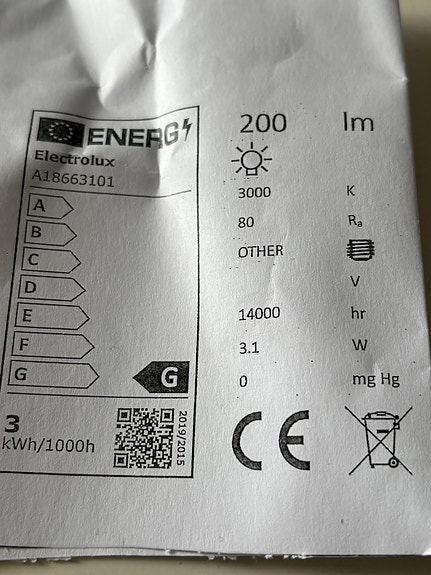 ENERG
Electrolux
A18663101
A
B
C
D
E
F
G
G
3
kWh/1000h
2019/2015
200 lm
3000 K
80 Ra
OTHER
V
14000 hr
3.1 W
0 mg Hg
CE